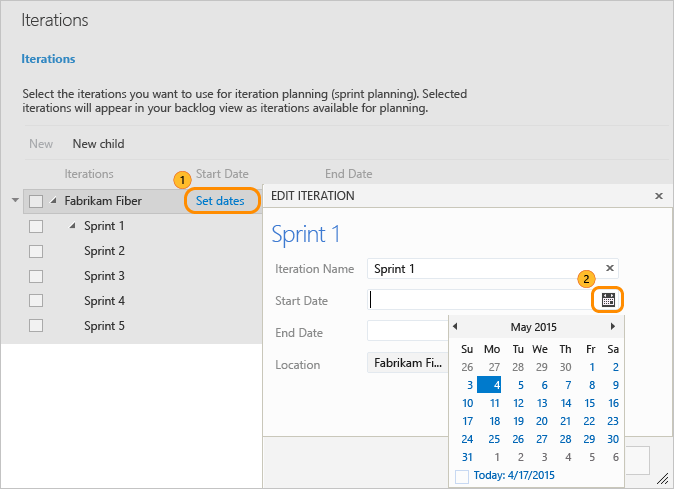 Iterations
Iterations
Select the iterations you want to use for iteration planning (sprint planning). Selected
iterations will appear in your backlog view as iterations available for planning.
New New child
Iterations Start Date End Date
1
Fabrikam Fiber Set dates
Sprint 1
Sprint 2
Sprint 3
Sprint 4
Sprint 5
EDIT ITERATION
Sprint 1
Iteration Name Sprint 1
2
Start Date
End Date
Location Fabrikam Fi...
May 2015
Su Mo Tu We Th Fr Sa
26 27 28 29 30 1 2
3 4 5 6 7 8 9
10 11 12 13 14 15 16
17 18 19 20 21 22 23
24 25 26 27 28 29 30
31 1 2 3 4 5 6
Today: 4/17/2015